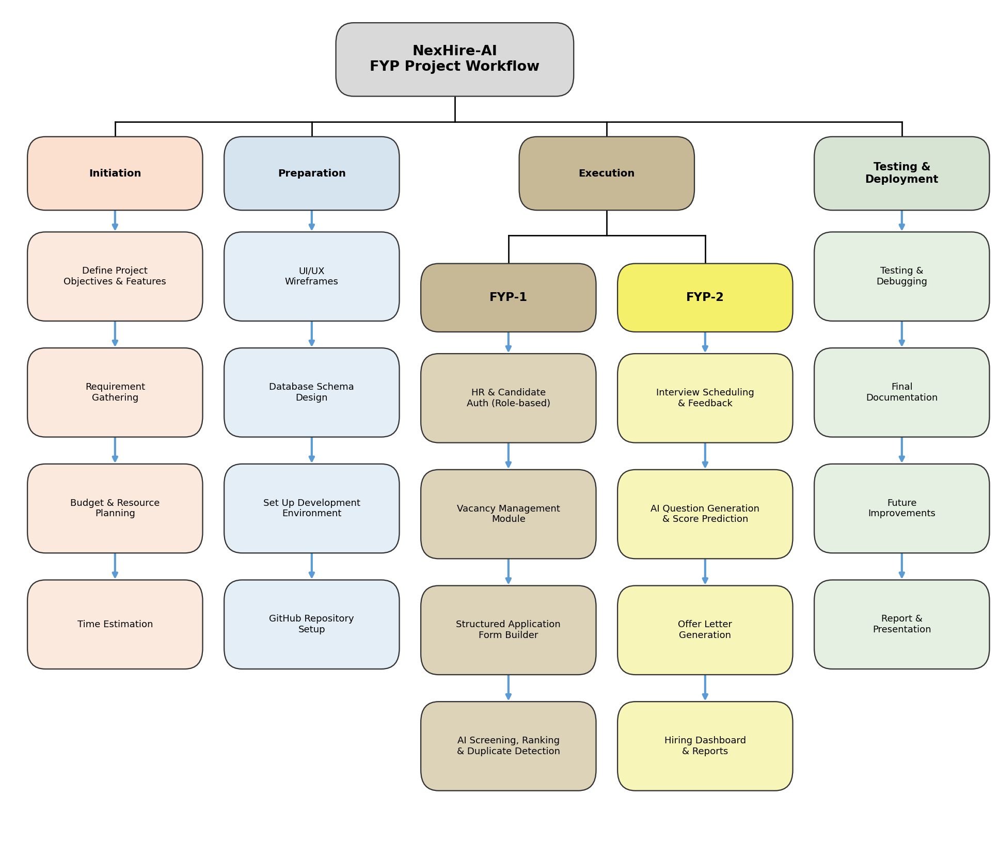 NexHire-AI
FYP Project Workflow
Initiation
Preparation
Execution
Testing &
Deployment
Define Project
Objectives & Features
Requirement
Gathering
Budget & Resource
Planning
Time Estimation
UI/UX
Wireframes
Database Schema
Design
Set Up Development
Environment
GitHub Repository
Setup
FYP-1
HR & Candidate
Auth (Role-based)
Vacancy Management
Module
Structured Application
Form Builder
AI Screening, Ranking
& Duplicate Detection
FYP-2
Interview Scheduling
& Feedback
AI Question Generation
& Score Prediction
Offer Letter
Generation
Hiring Dashboard
& Reports
Testing &
Debugging
Final
Documentation
Future
Improvements
Report &
Presentation